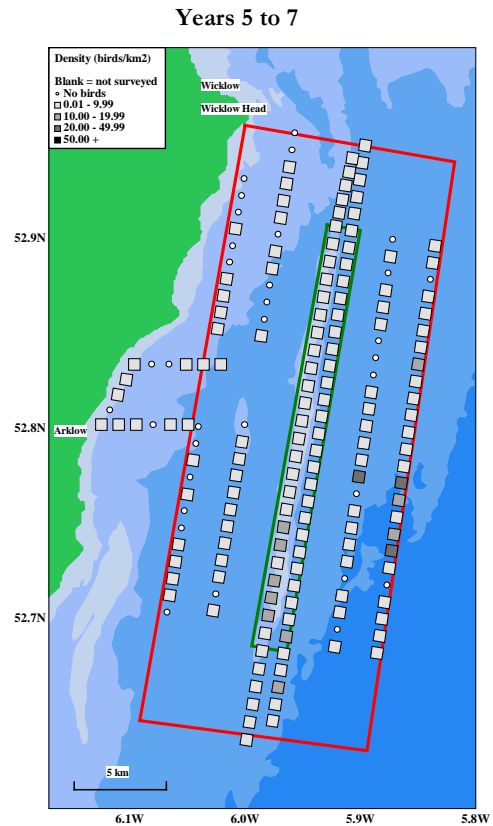 Years 5 to 7
Density (birds/km2)
Blank = not surveyed
No birds
0.01 - 9.99
10.00 - 19.99
20.00 - 49.99
50.00 +
Wicklow
Wicklow Head
52.9N
52.8N
Arklow
52.7N
5 km
6.1W 6.0W 5.9W 5.8W